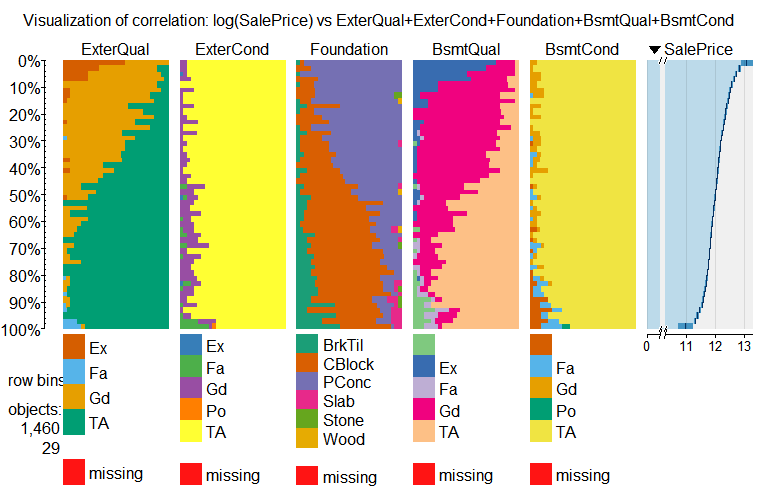 Visualization of correlation: log(SalePrice) vs ExterQual+ExterCond+Foundation+BsmtQual+BsmtCond
ExterQual ExterCond Foundation BsmtQual BsmtCond SalePrice
0%
10%
20%
30%
40%
50%
60%
70%
80%
90%
100%
0 11 12 13
row bins
objects:
1,460
29
Ex
Fa
Gd
TA
missing
Ex
Fa
Gd
Po
TA
missing
BrkTil
CBlock
PConc
Slab
Stone
Wood
missing
Ex
Fa
Gd
TA
missing
Fa
Gd
Po
TA
missing